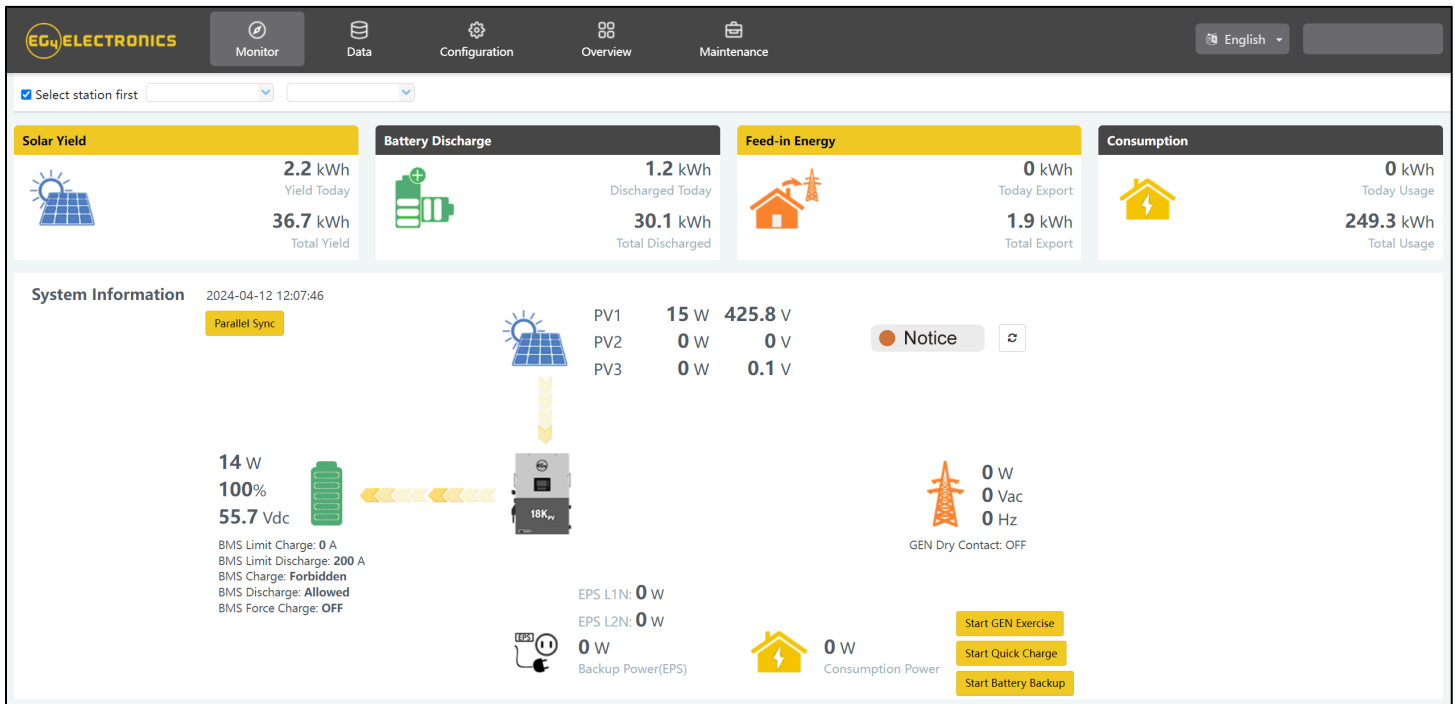 EG4 ELECTRONICS
Monitor
Data
Configuration
Overview
Maintenance
English
Select station first
Solar Yield
2.2 kWh
Yield Today
36.7 kWh
Total Yield
Battery Discharge
1.2 kWh
Discharged Today
30.1 kWh
Total Discharged
Feed-in Energy
0 kWh
Today Export
1.9 kWh
Total Export
Consumption
0 kWh
Today Usage
249.3 kWh
Total Usage
System Information 2024-04-12 12:07:46
Parallel Sync
PV1 15 W 425.8 V
PV2 0 W 0 V
PV3 0 W 0.1 V
Notice
14 W
100%
55.7 Vdc
BMS Limit Charge: 0 A
BMS Limit Discharge: 200 A
BMS Charge: Forbidden
BMS Discharge: Allowed
BMS Force Charge: OFF
EG4
18KPV
0 W
0 Vac
0 Hz
GEN Dry Contact: OFF
EPS L1N: 0 W
EPS L2N: 0 W
EPS
0 W
Backup Power(EPS)
0 W
Consumption Power
Start GEN Exercise
Start Quick Charge
Start Battery Backup